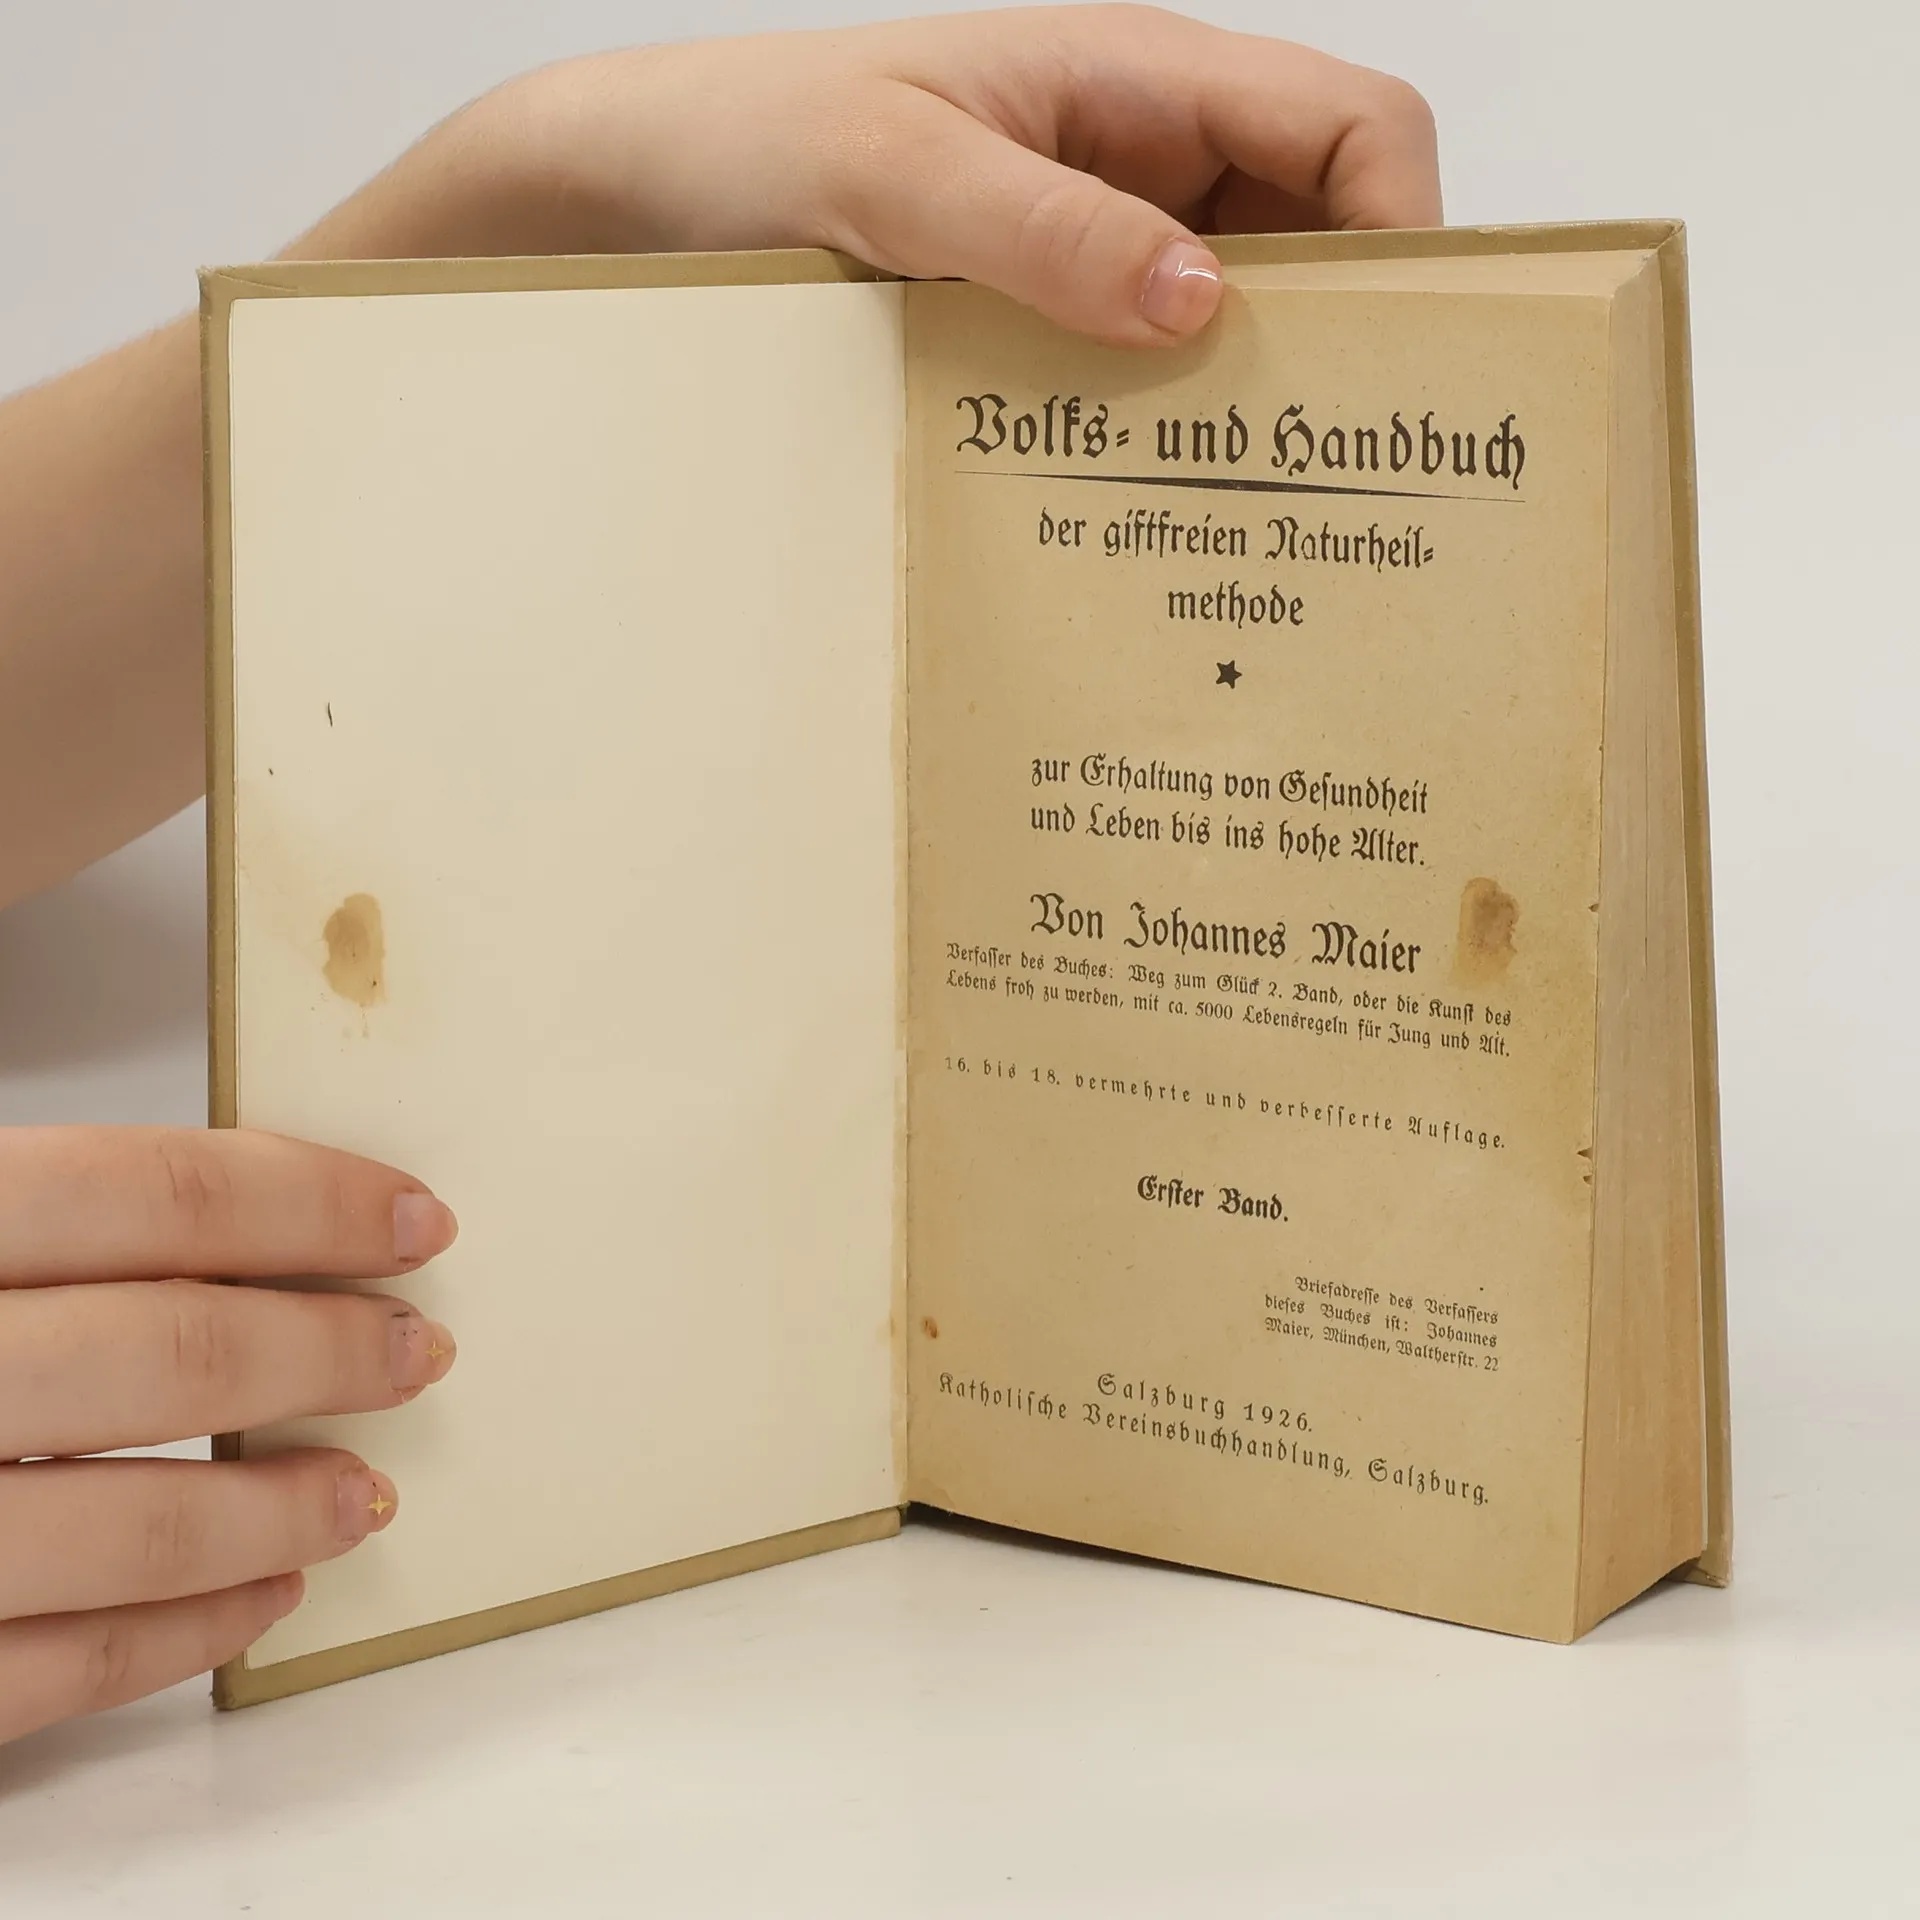 Volks- und Handbuch
der giftfreien Naturheil-
methode
zur Erhaltung von Gesundheit
und Leben bis ins hohe Alter.
Von Johannes Maier
Verfasser des Buches: Weg zum Glück 2. Band, oder die Kunst des
Lebens froh zu werden, mit ca. 5000 Lebensregeln für Jung und Alt.
16. bis 18. vermehrte und verbesserte Auflage.
Erster Band.
Briefadresse des Verfassers
dieses Buches ist: Johannes
Maier, München, Waltherstr. 22
Salzburg 1926.
Katholische Vereinsbuchhandlung, Salzburg.